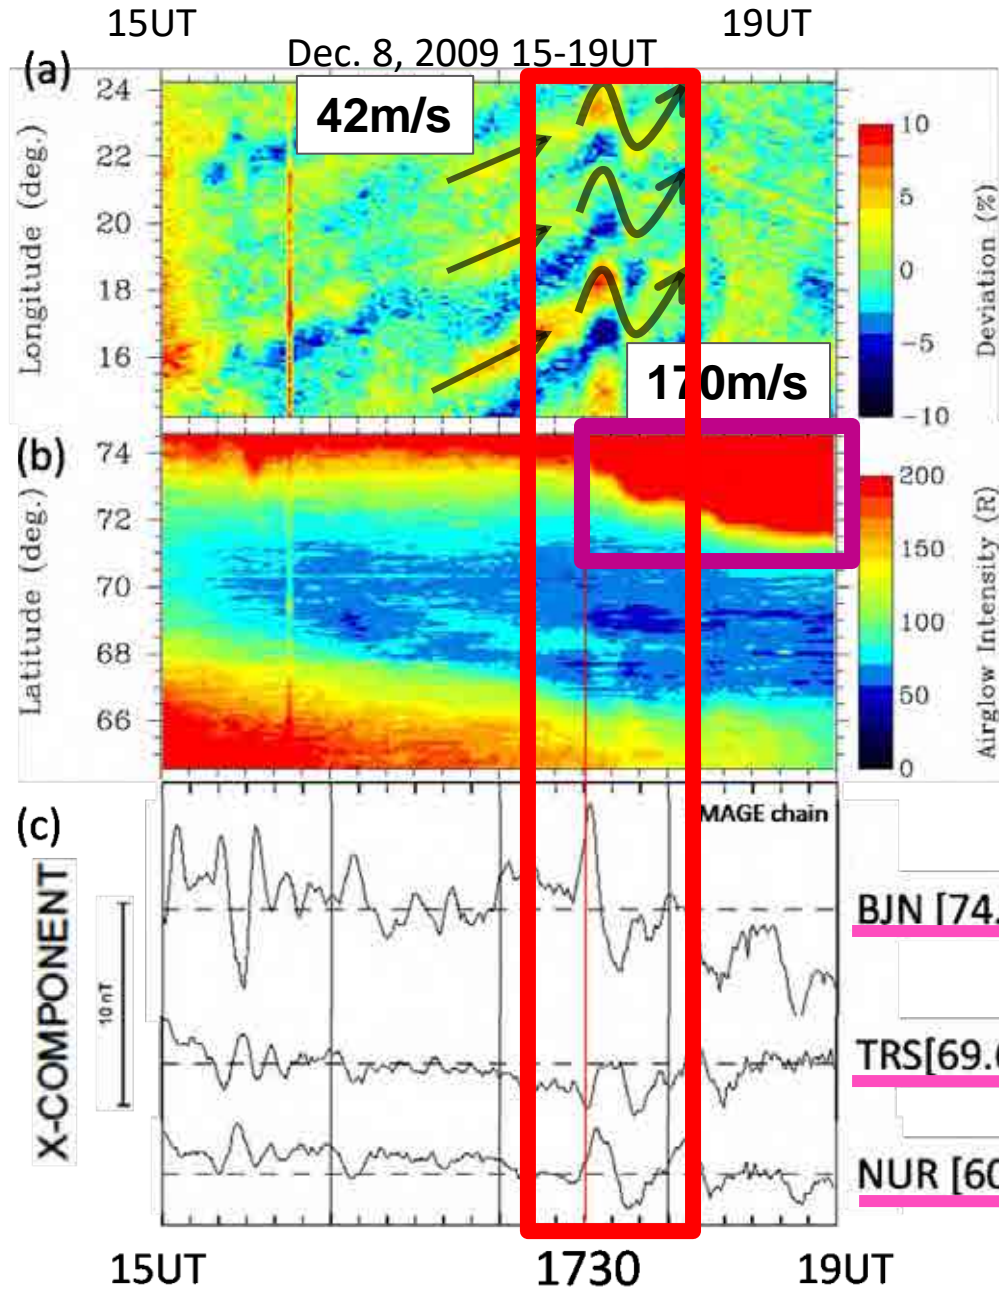 15UT 19UT
Dec. 8, 2009 15-19UT
(a)
42m/s
Longitude (deg.)
24
22
20
18
16
10
5
0
−5
−10
Deviation (%)
170m/s
(b)
Latitude (deg.)
74
72
70
68
66
200
150
100
50
0
Airglow Intensity (R)
(c)
MAGE chain
X-COMPONENT
10 nT
BJN [74.
TRS[69.6
NUR [60
15UT 1730 19UT